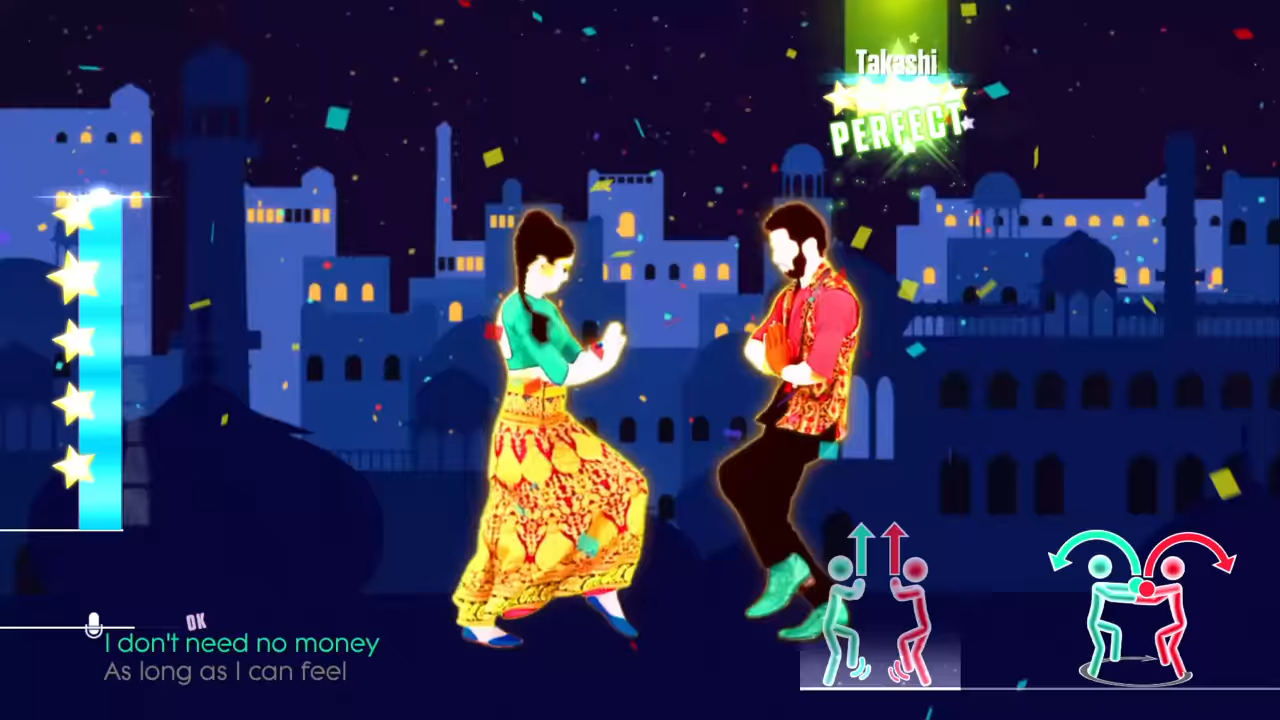 Takashi
PERFECT
OK
I don't need no money
As long as I can feel